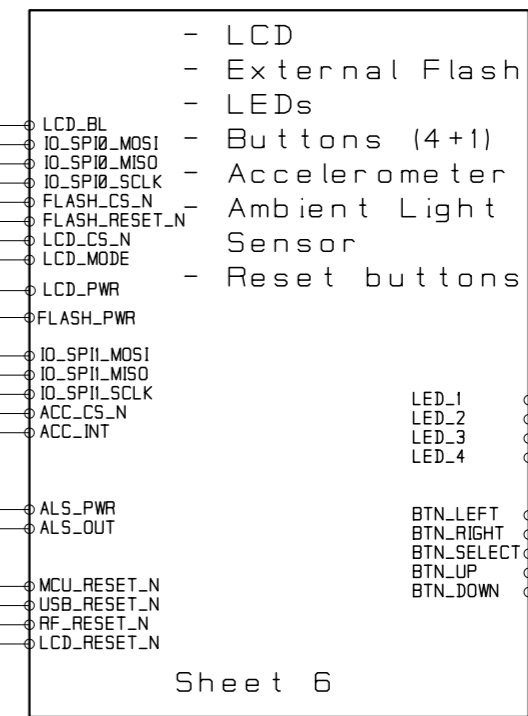 - LCD
- External Flash
- LEDs
- Buttons (4+1)
- Accelerometer
- Ambient Light
Sensor
- Reset buttons
LCD_BL
IO_SPI0_MOSI
IO_SPI0_MISO
IO_SPI0_SCLK
FLASH_CS_N
FLASH_RESET_N
LCD_CS_N
LCD_MODE
LCD_PWR
FLASH_PWR
IO_SPI1_MOSI
IO_SPI1_MISO
IO_SPI1_SCLK
ACC_CS_N
ACC_INT
ALS_PWR
ALS_OUT
MCU_RESET_N
USB_RESET_N
RF_RESET_N
LCD_RESET_N
LED_1
LED_2
LED_3
LED_4
BTN_LEFT
BTN_RIGHT
BTN_SELECT
BTN_UP
BTN_DOWN
Sheet 6